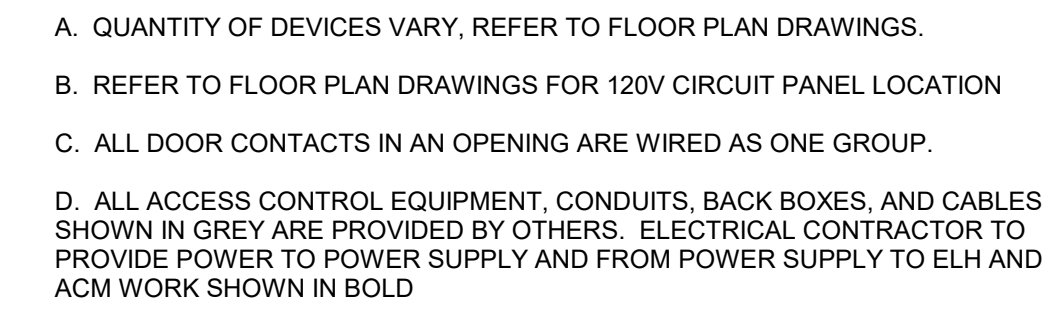 A. QUANTITY OF DEVICES VARY, REFER TO FLOOR PLAN DRAWINGS.
B. REFER TO FLOOR PLAN DRAWINGS FOR 120V CIRCUIT PANEL LOCATION
C. ALL DOOR CONTACTS IN AN OPENING ARE WIRED AS ONE GROUP.
D. ALL ACCESS CONTROL EQUIPMENT, CONDUITS, BACK BOXES, AND CABLES
SHOWN IN GREY ARE PROVIDED BY OTHERS. ELECTRICAL CONTRACTOR TO
PROVIDE POWER TO POWER SUPPLY AND FROM POWER SUPPLY TO ELH AND
ACM WORK SHOWN IN BOLD